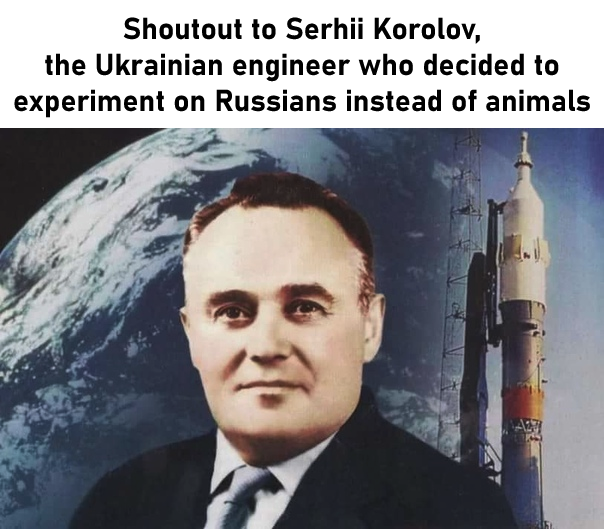 Shoutout to Serhii Korolov,
the Ukrainian engineer who decided to
experiment on Russians instead of animals